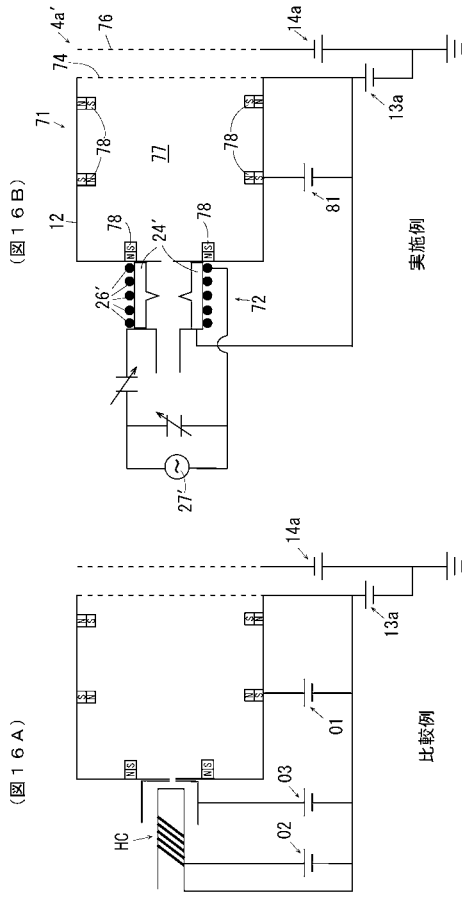 (図16A)
HC
02
03
01
13a
14a
N S
N S
N S
N S
N S
N S
比較例
(図16B)
4a'
71
12
74
76
78
78
78
78
77
24'
26'
27'
72
81
13a
14a
N S
N S
N S
N S
N S
N S
実施例